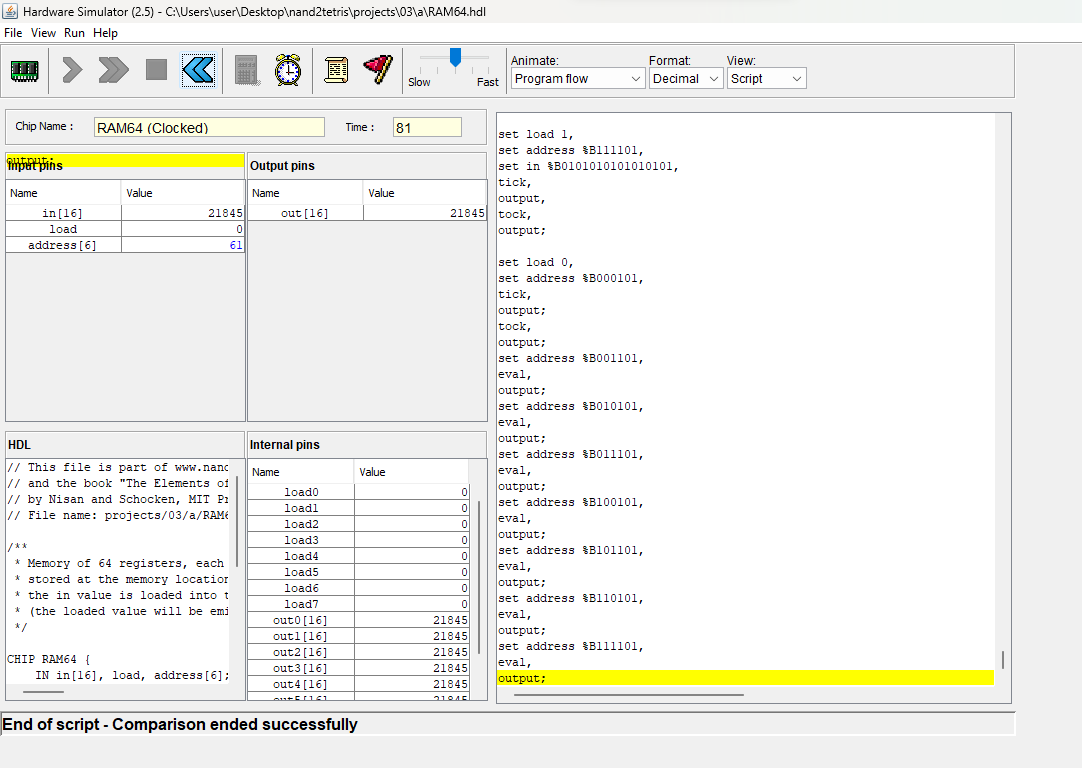 Hardware Simulator (2.5) - C:\Users\user\Desktop\nand2tetris\projects\03\a\RAM64.hdl
File View Run Help
Slow Fast
Animate: Format: View:
Program flow Decimal Script
Chip Name : RAM64 (Clocked) Time : 81
output;
Input pins
Name Value
in[16] 21845
load 0
address[6] 61
Output pins
Name Value
out[16] 21845
HDL
// This file is part of www.nand
// and the book "The Elements of
// by Nisan and Schocken, MIT Pr
// File name: projects/03/a/RAM6
/**
* Memory of 64 registers, each
* stored at the memory location
* the in value is loaded into t
* (the loaded value will be emi
*/
CHIP RAM64 {
IN in[16], load, address[6];
Internal pins
Name Value
load0 0
load1 0
load2 0
load3 0
load4 0
load5 0
load6 0
load7 0
out0[16] 21845
out1[16] 21845
out2[16] 21845
out3[16] 21845
out4[16] 21845
out5[16] 21845
set load 1,
set address %B111101,
set in %B0101010101010101,
tick,
output,
tock,
output;
set load 0,
set address %B000101,
tick,
output;
tock,
output;
set address %B001101,
eval,
output;
set address %B010101,
eval,
output;
set address %B011101,
eval,
output;
set address %B100101,
eval,
output;
set address %B101101,
eval,
output;
set address %B110101,
eval,
output;
set address %B111101,
eval,
output;
End of script - Comparison ended successfully